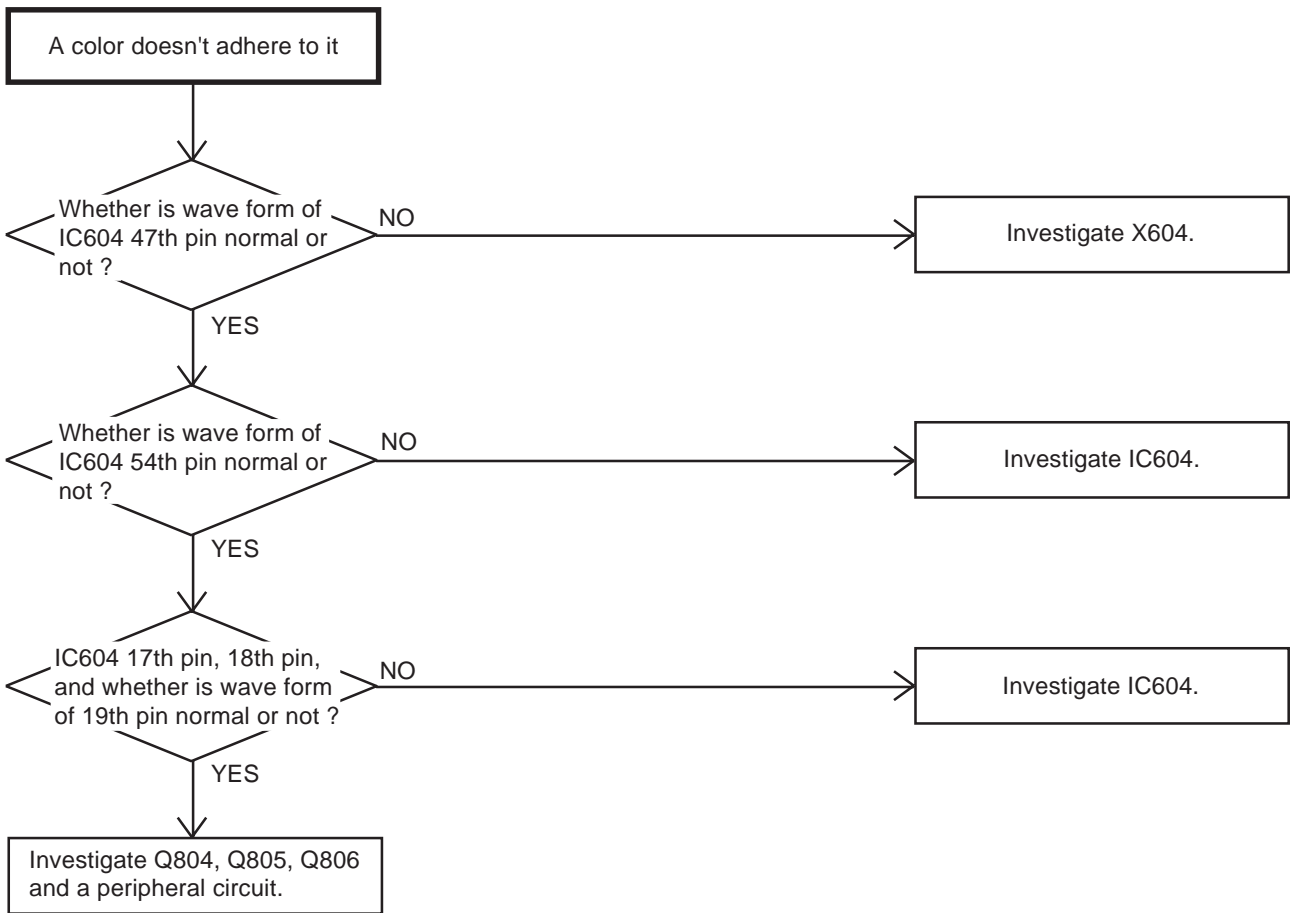 A color doesn't adhere to it
Whether is wave form of
IC604 47th pin normal or
not ?
NO
Investigate X604.
YES
Whether is wave form of
IC604 54th pin normal or
not ?
NO
Investigate IC604.
YES
IC604 17th pin, 18th pin,
and whether is wave form
of 19th pin normal or not ?
NO
Investigate IC604.
YES
Investigate Q804, Q805, Q806
and a peripheral circuit.